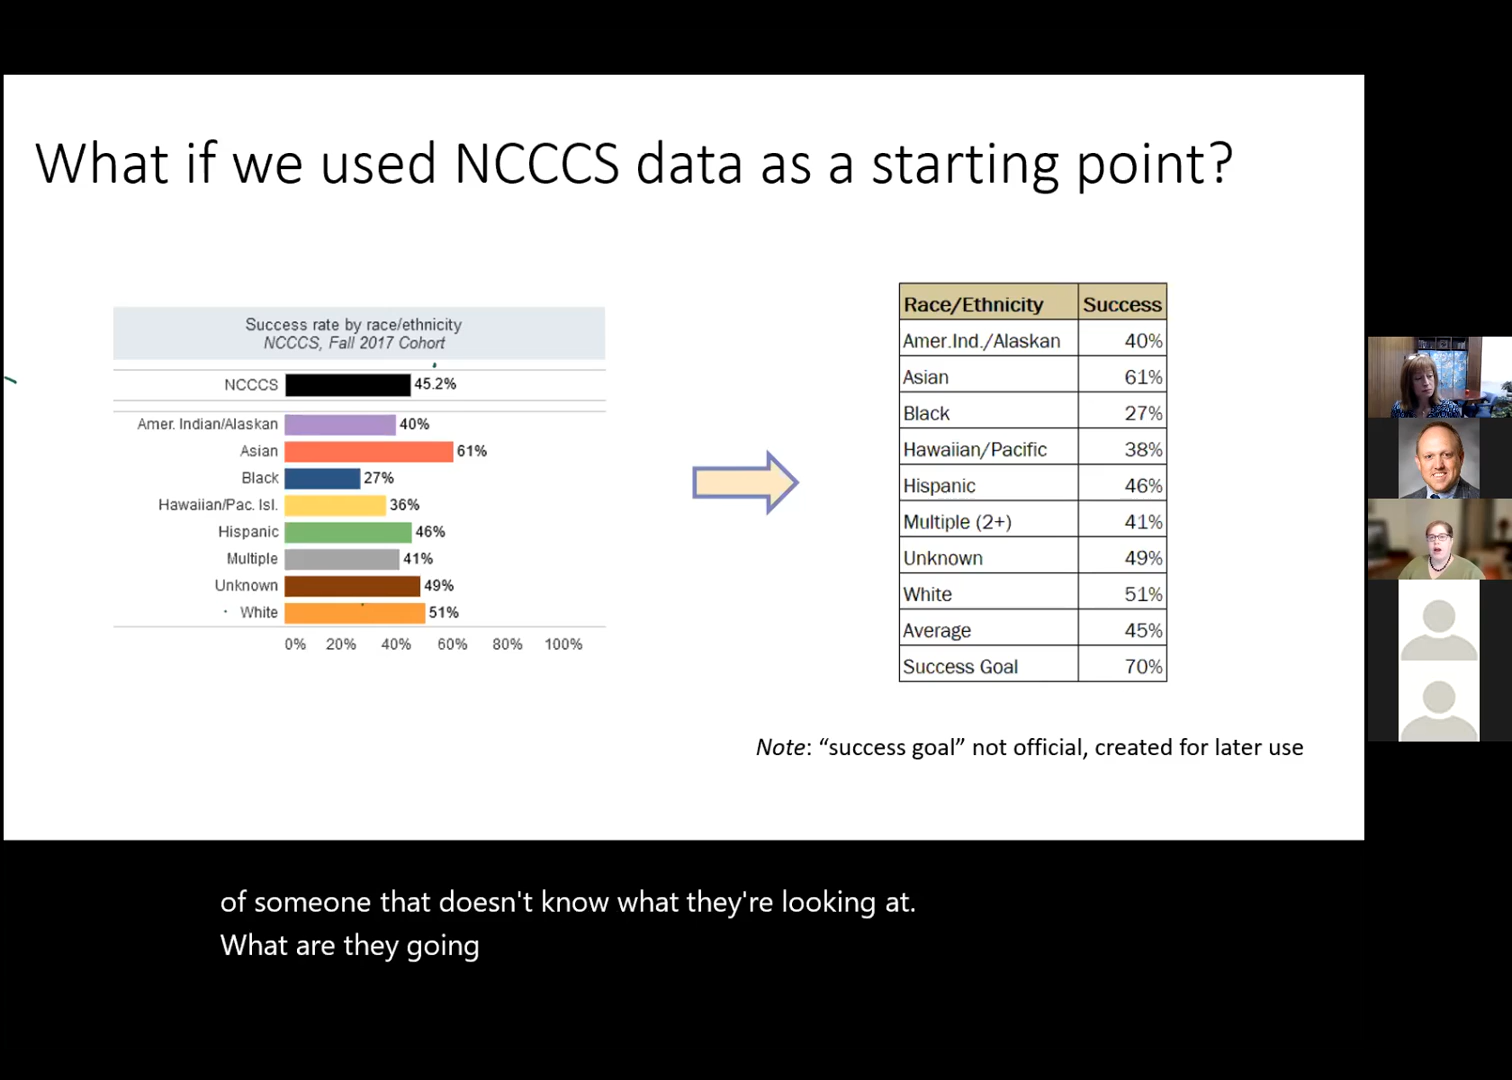 What if we used NCCCS data as a starting point?
Success rate by race/ethnicity
NCCCS, Fall 2017 Cohort
NCCCS 45.2%
Amer. Indian/Alaskan 40%
Asian 61%
Black 27%
Hawaiian/Pac. Isl. 36%
Hispanic 46%
Multiple 41%
Unknown 49%
White 51%
0% 20% 40% 60% 80% 100%
Race/Ethnicity Success
Amer.Ind./Alaskan 40%
Asian 61%
Black 27%
Hawaiian/Pacific 38%
Hispanic 46%
Multiple (2+) 41%
Unknown 49%
White 51%
Average 45%
Success Goal 70%
Note: “success goal” not official, created for later use
of someone that doesn't know what they're looking at.
What are they going